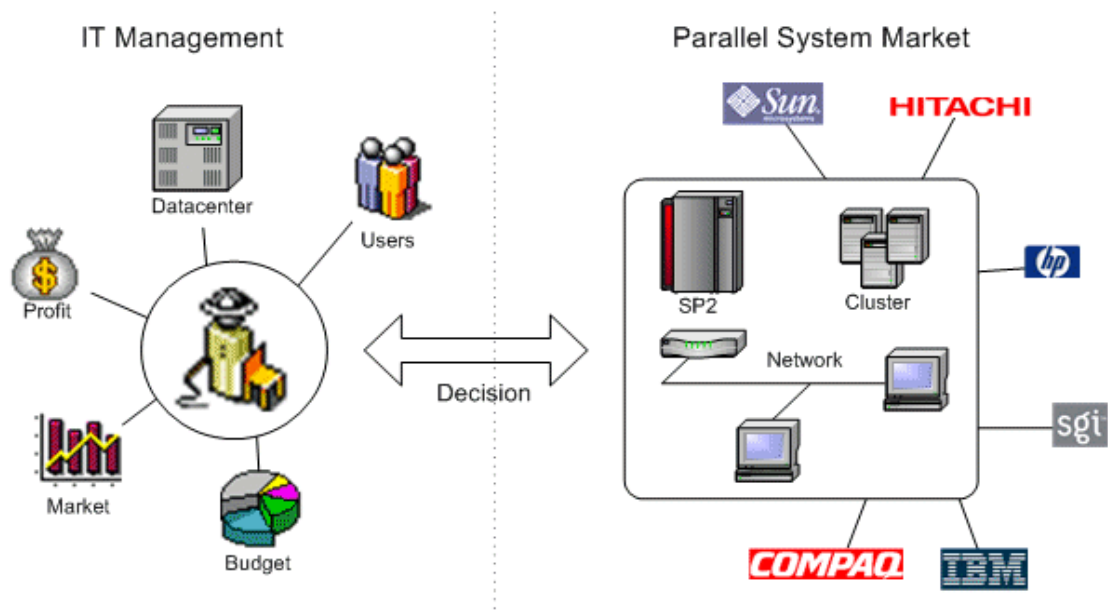 IT Management
Parallel System Market
Sun
microsystems
HITACHI
Datacenter
Users
Profit
$
Market
Budget
Decision
SP2
Cluster
Network
hp
sgi
COMPAQ
IBM